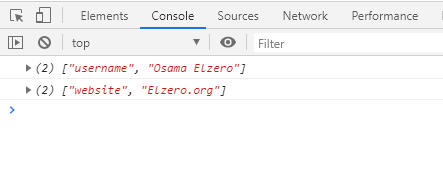 Elements Console Sources Network Performance
top Filter
(2) ["username", "Osama Elzero"]
(2) ["website", "Elzero.org"]